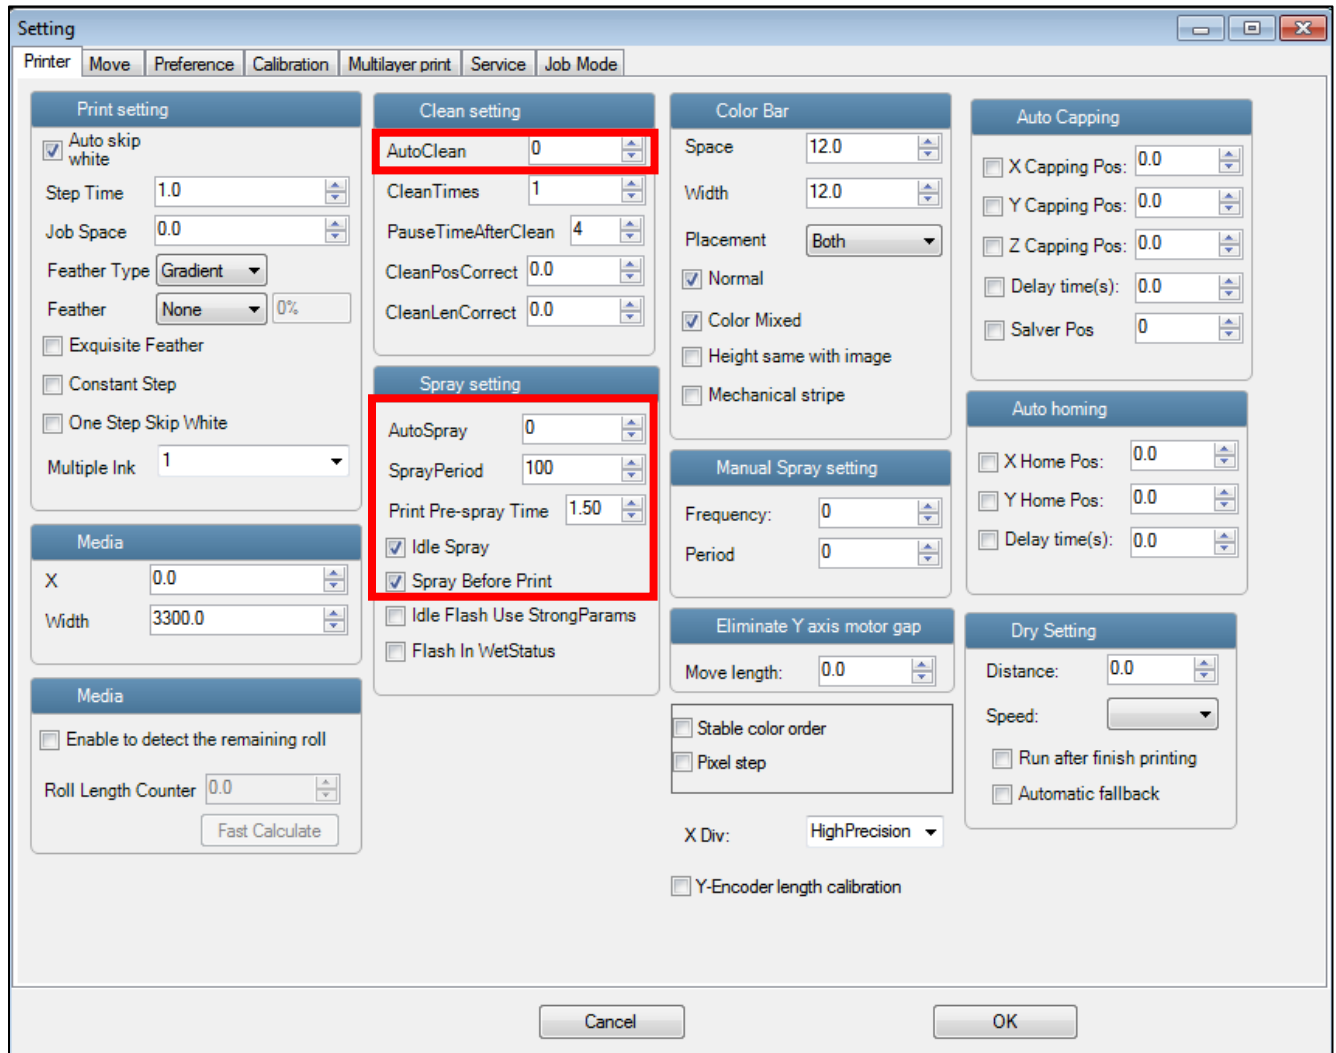 Setting
Printer Move Preference Calibration Multilayer print Service Job Mode
Print setting
Auto skip
white
Step Time 1.0
Job Space 0.0
Feather Type Gradient
Feather None 0%
Exquisite Feather
Constant Step
One Step Skip White
Multiple Ink 1
Media
X 0.0
Width 3300.0
Media
Enable to detect the remaining roll
Roll Length Counter 0.0
Fast Calculate
Clean setting
AutoClean 0
CleanTimes 1
PauseTimeAfterClean 4
CleanPosCorrect 0.0
CleanLenCorrect 0.0
Spray setting
AutoSpray 0
SprayPeriod 100
Print Pre-spray Time 1.50
Idle Spray
Spray Before Print
Idle Flash Use StrongParams
Flash In WetStatus
Color Bar
Space 12.0
Width 12.0
Placement Both
Normal
Color Mixed
Height same with image
Mechanical stripe
Manual Spray setting
Frequency: 0
Period 0
Eliminate Y axis motor gap
Move length: 0.0
Stable color order
Pixel step
X Div: HighPrecision
Y-Encoder length calibration
Auto Capping
X Capping Pos: 0.0
Y Capping Pos: 0.0
Z Capping Pos: 0.0
Delay time(s): 0.0
Salver Pos 0
Auto homing
X Home Pos: 0.0
Y Home Pos: 0.0
Delay time(s): 0.0
Dry Setting
Distance: 0.0
Speed:
Run after finish printing
Automatic fallback
Cancel OK